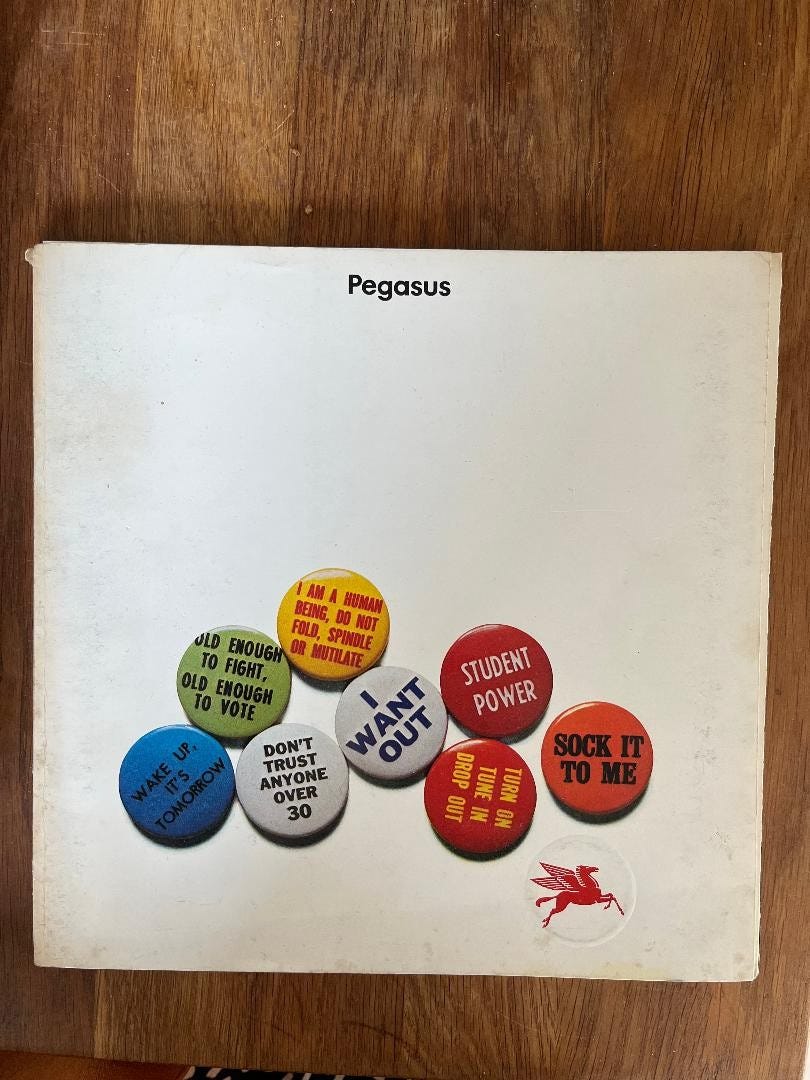 Pegasus
I AM A HUMAN
BEING, DO NOT
FOLD, SPINDLE
OR MUTILATE
OLD ENOUGH
TO FIGHT,
OLD ENOUGH
TO VOTE
STUDENT
POWER
I
WANT
OUT
WAKE UP,
IT'S
TOMORROW
DON'T
TRUST
ANYONE
OVER
30
TURN ON
TUNE IN
DROP OUT
SOCK IT
TO ME